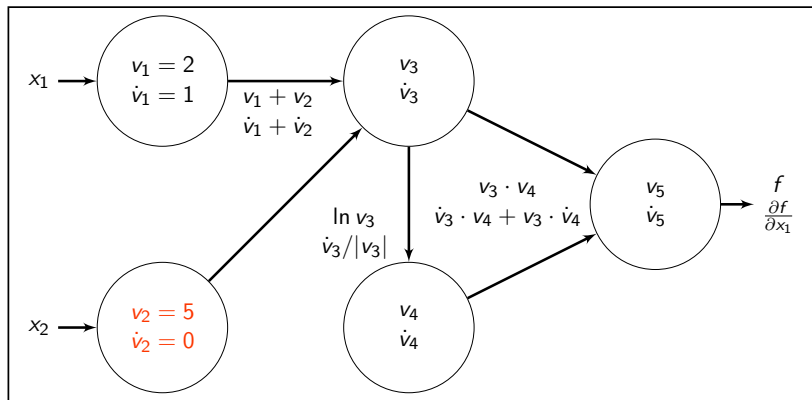 x₁
v₁ = 2
v̇₁ = 1
v₁ + v₂
v̇₁ + v̇₂
v₃
v̇₃
ln v₃
v̇₃/|v₃|
v₃ · v₄
v̇₃ · v₄ + v₃ · v̇₄
v₅
v̇₅
f
∂f/∂x₁
x₂
v₂ = 5
v̇₂ = 0
v₄
v̇₄